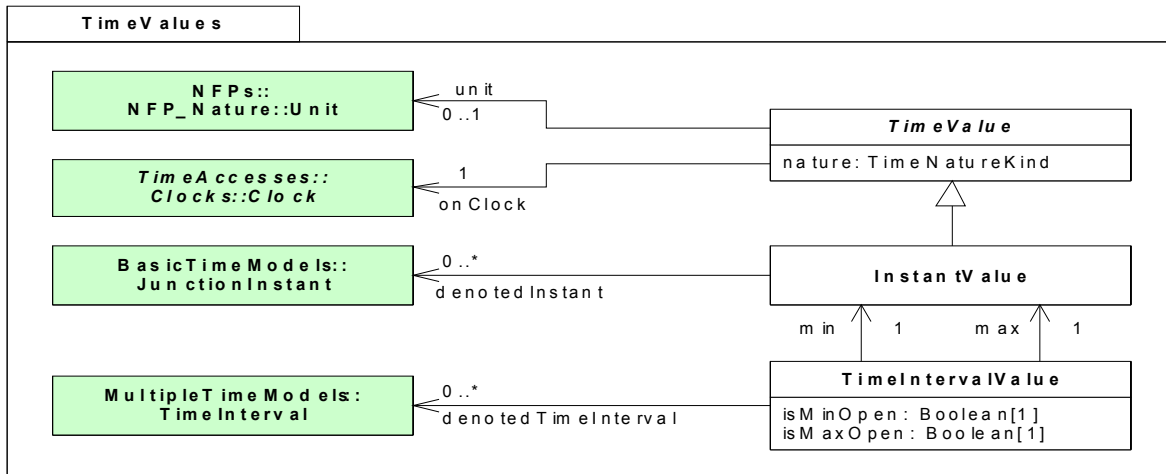 TimeValues
NFPs::
NFP_Nature::Unit
unit
0..1
TimeValue
nature: TimeNatureKind
TimeAccesses::
Clocks::Clock
1
onClock
BasicTimeModels::
JunctionInstant
0..*
denotedInstant
InstantValue
min
1
max
1
MultipleTimeModels::
TimeInterval
0..*
denotedTimeInterval
TimeIntervalValue
isMinOpen: Boolean[1]
isMaxOpen: Boolean[1]